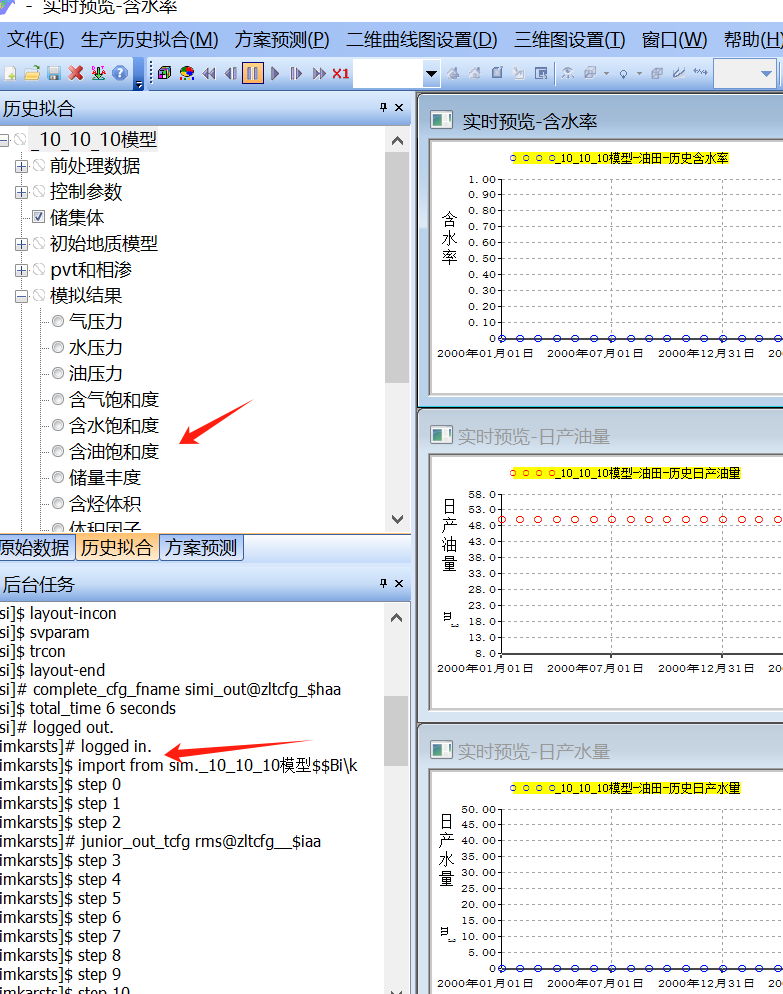 - 实时预览-含水率
文件(F) 生产历史拟合(M) 方案预测(P) 二维曲线图设置(D) 三维图设置(T) 窗口(W) 帮助(H)
X1
历史拟合
_10_10_10模型
前处理数据
控制参数
储集体
初始地质模型
pvt和相渗
模拟结果
气压力
水压力
油压力
含气饱和度
含水饱和度
含油饱和度
储量丰度
含烃体积
体积因子
原始数据 历史拟合 方案预测
后台任务
si]$ layout-incon
si]$ svparam
si]$ trcon
si]$ layout-end
si]# complete_cfg_fname simi_out@zltcfg_$haa
si]$ total_time 6 seconds
si]# logged out.
imkarsts]# logged in.
imkarsts]$ import from sim._10_10_10模型$$Bi\k
imkarsts]$ step 0
imkarsts]$ step 1
imkarsts]$ step 2
imkarsts]# junior_out_tcfg rms@zltcfg__$iaa
imkarsts]$ step 3
imkarsts]$ step 4
imkarsts]$ step 5
imkarsts]$ step 6
imkarsts]$ step 7
imkarsts]$ step 8
imkarsts]$ step 9
imkarsts]$ step 10
实时预览-含水率
_10_10_10模型-油田-历史含水率
含水率
1.00
0.90
0.80
0.70
0.60
0.50
0.40
0.30
0.20
0.10
0
2000年01月01日 2000年07月01日 2000年12月31日 20
实时预览-日产油量
_10_10_10模型-油田-历史日产油量
日产油量
m
58.0
53.0
48.0
43.0
38.0
33.0
28.0
23.0
18.0
13.0
8.0
2000年01月01日 2000年07月01日 2000年12月31日 20
实时预览-日产水量
_10_10_10模型-油田-历史日产水量
日产水量
m
50.00
45.00
40.00
35.00
30.00
25.00
20.00
15.00
10.00
5.00
0
2000年01月01日 2000年07月01日 2000年12月31日 20